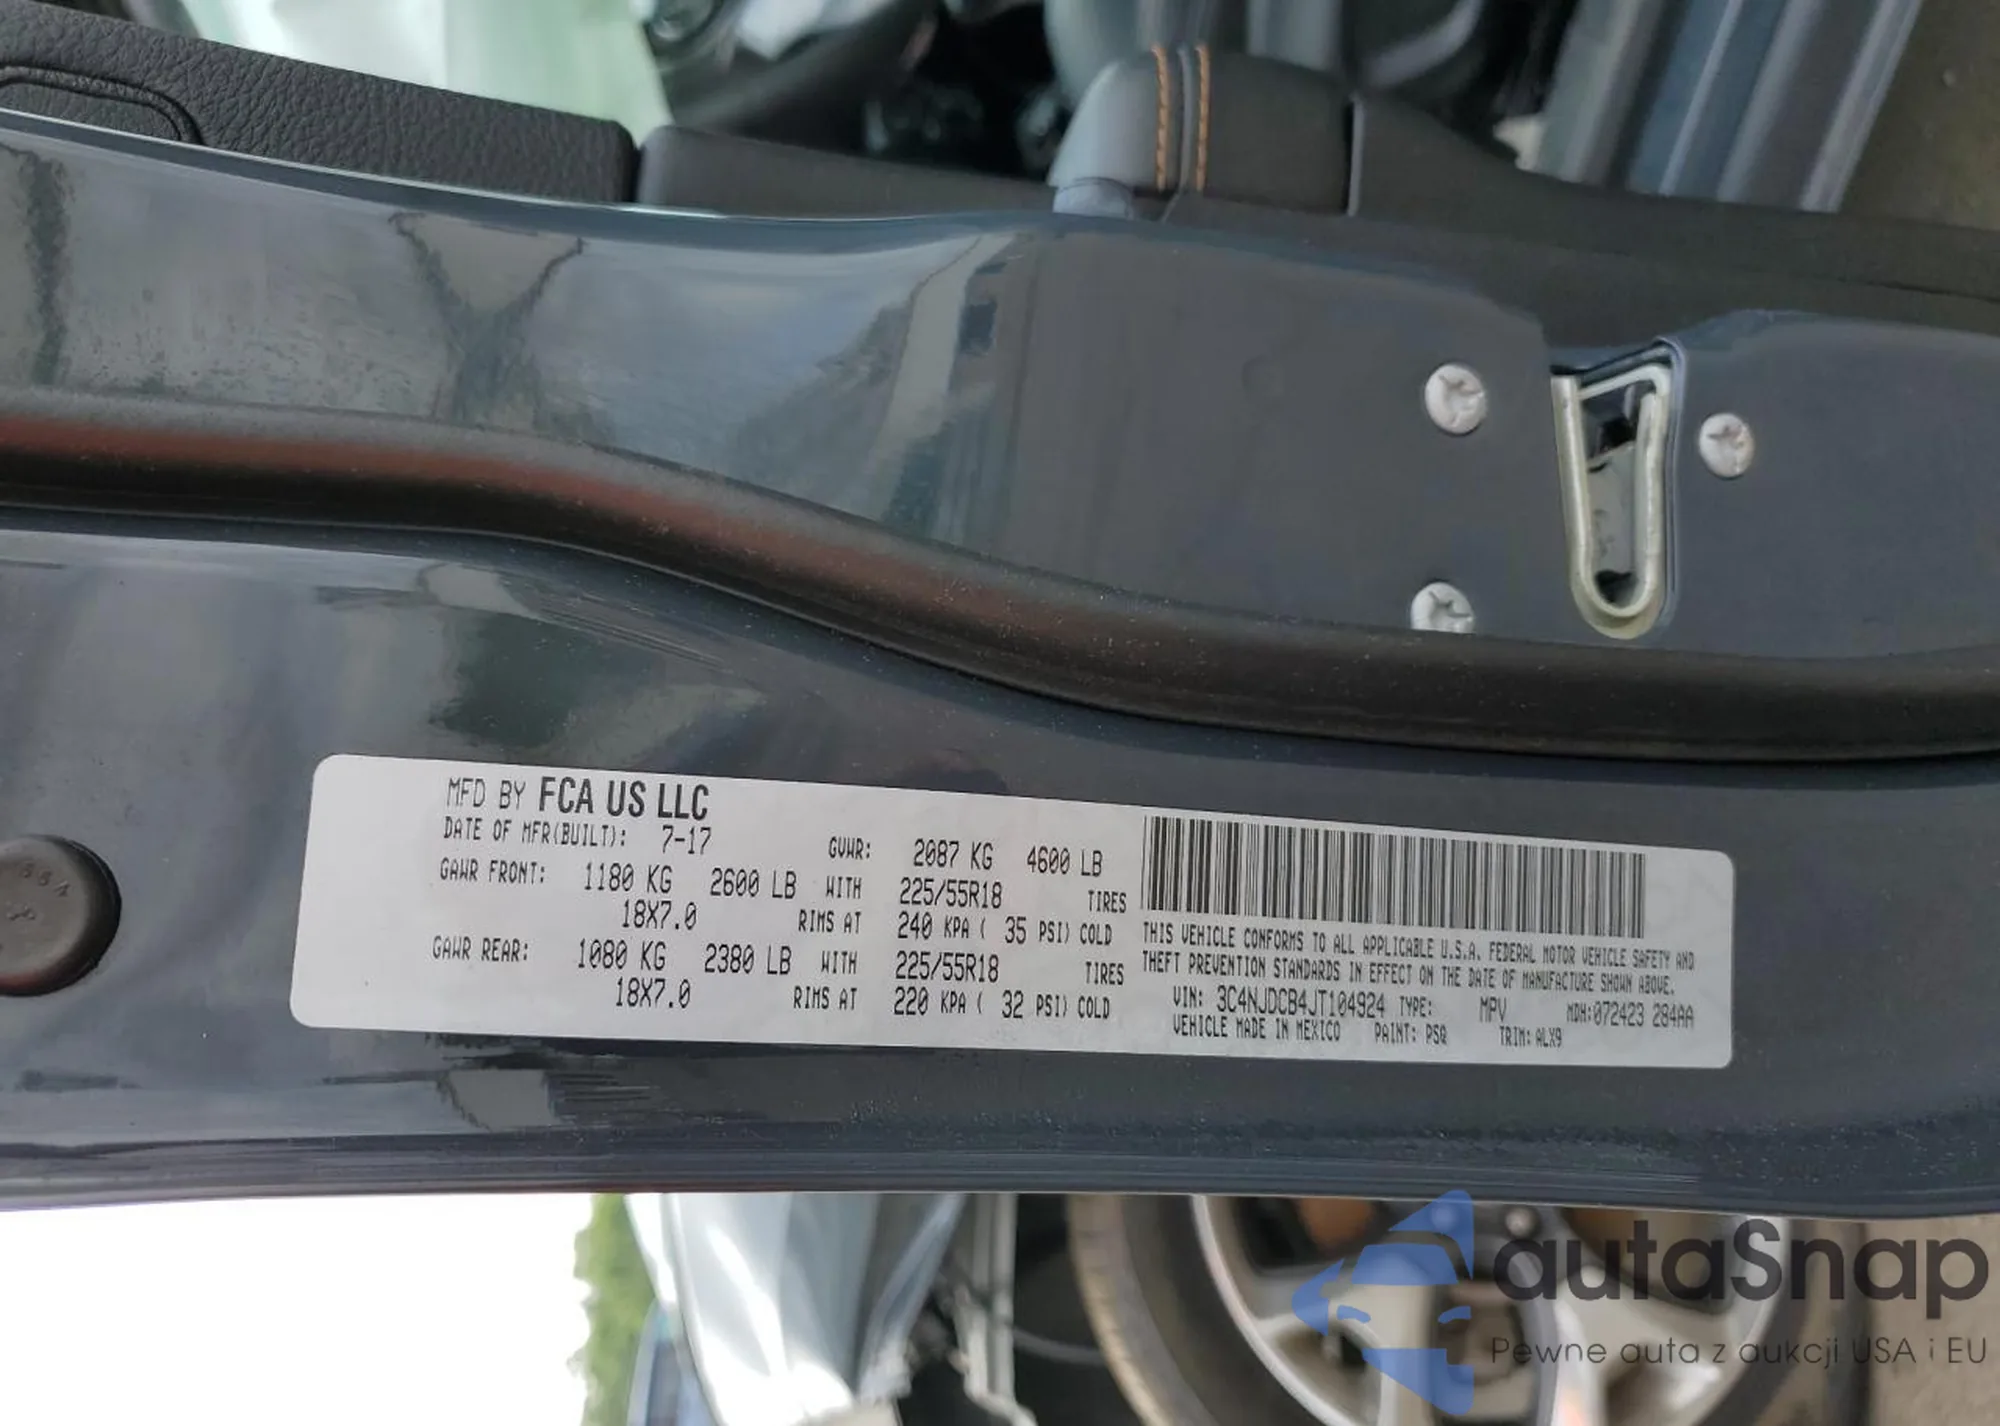 MFD BY FCA US LLC
DATE OF MFR(BUILT): 7-17 GVWR: 2087 KG 4600 LB
GAWR FRONT: 1180 KG 2600 LB WITH 225/55R18 TIRES
18X7.0 RIMS AT 240 KPA ( 35 PSI) COLD
GAWR REAR: 1080 KG 2380 LB WITH 225/55R18 TIRES
18X7.0 RIMS AT 220 KPA ( 32 PSI) COLD
THIS VEHICLE CONFORMS TO ALL APPLICABLE U.S.A. FEDERAL MOTOR VEHICLE SAFETY AND
THEFT PREVENTION STANDARDS IN EFFECT ON THE DATE OF MANUFACTURE SHOWN ABOVE.
VIN: 3C4NJDCB4JT104924 TYPE: MPV MDH:072423 284AA
VEHICLE MADE IN MEXICO PAINT: PSQ TRIM: ALX9
autaSnap
Pewne auta z aukcji USA i EU